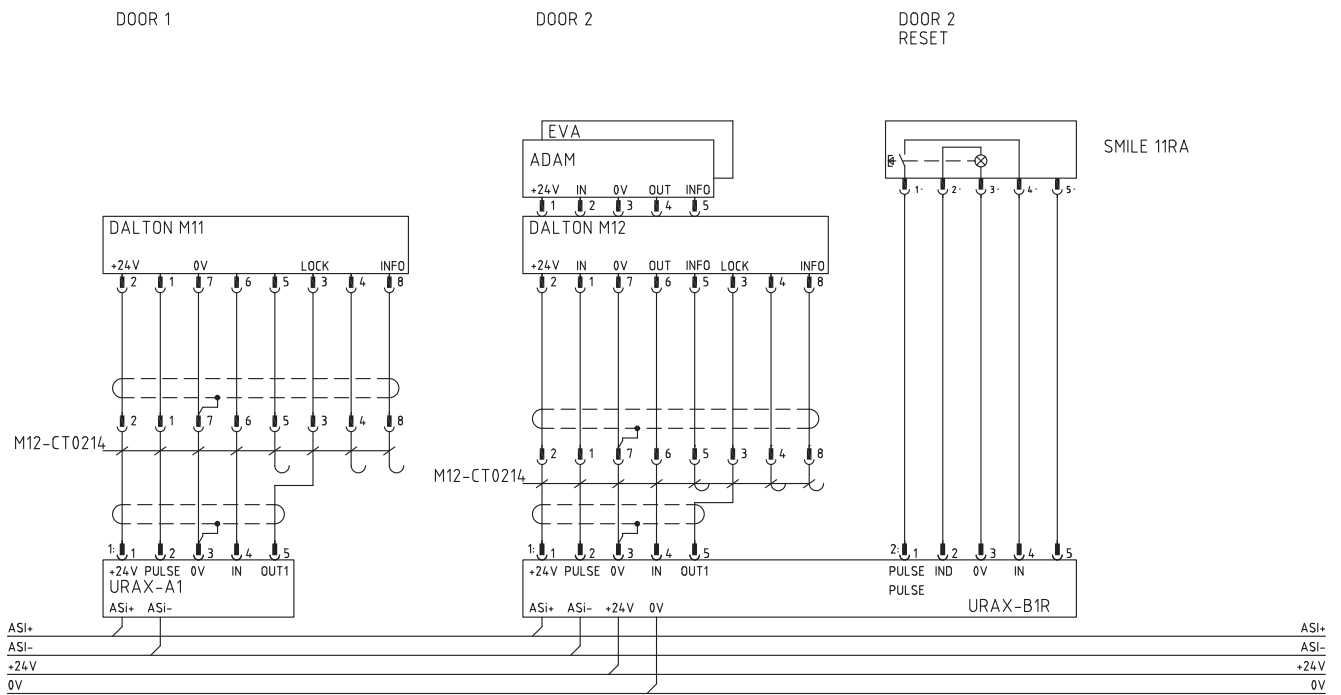 DOOR 1
DOOR 2
DOOR 2
RESET
EVA
ADAM
+24V IN 0V OUT INFO
1 2 3 4 5
SMILE 11RA
1· 2· 3· 4· 5·
DALTON M11
+24V 0V LOCK INFO
2 1 7 6 5 3 4 8
DALTON M12
+24V IN 0V OUT INFO LOCK INFO
2 1 7 6 5 3 4 8
2 1 7 6 5 3 4 8
M12-CT0214
2 1 7 6 5 3 4 8
M12-CT0214
1: 1 2 3 4 5
+24V PULSE 0V IN OUT1
URAX-A1
ASi+ ASi-
1: 1 2 3 4 5
+24V PULSE 0V IN OUT1
ASi+ ASi- +24V 0V
2: 1 2 3 4 5
PULSE IND 0V IN
PULSE
URAX-B1R
ASI+ ASI+
ASI- ASI-
+24V +24V
0V 0V